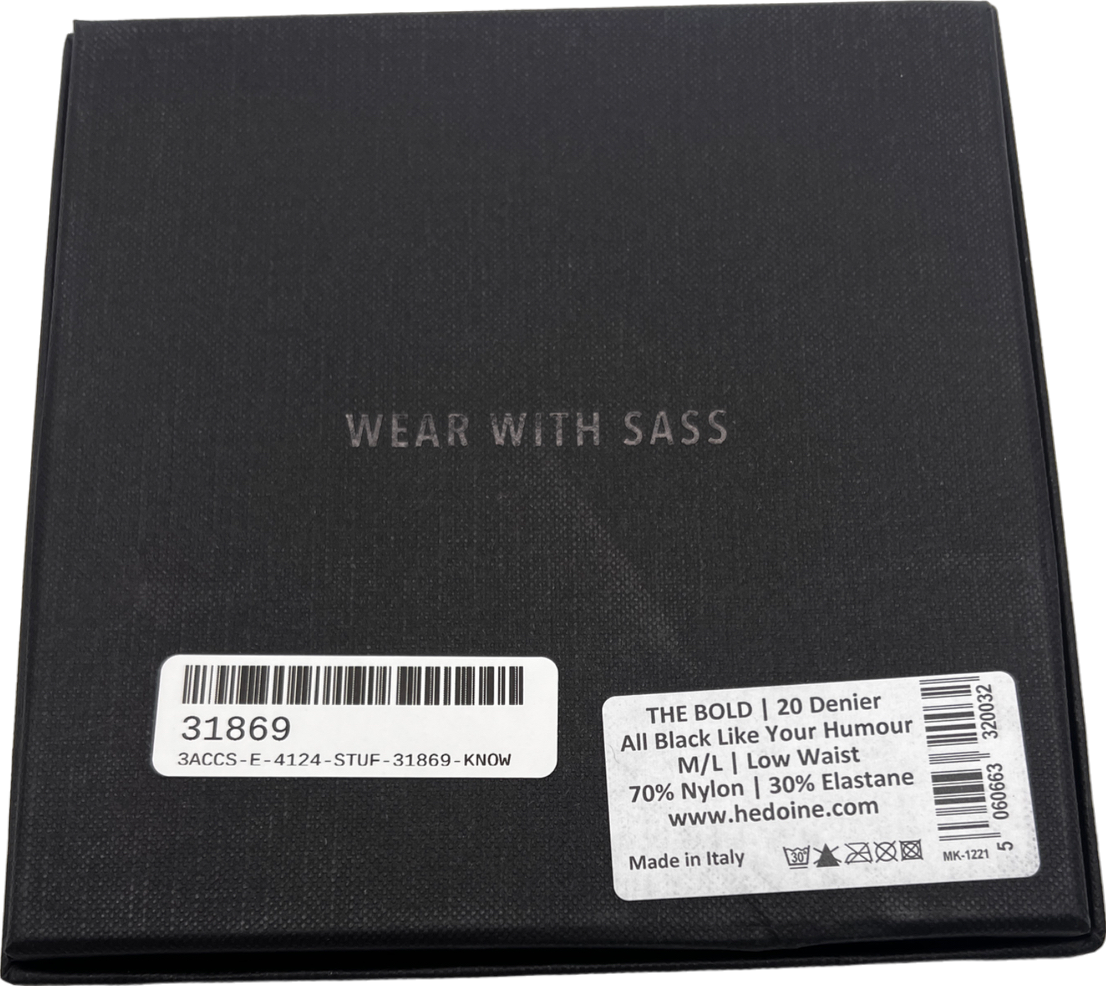 WEAR WITH SASS
31869
3ACCS-E-4124-STUF-31869-KNOW
THE BOLD | 20 Denier
All Black Like Your Humour
M/L | Low Waist
70% Nylon | 30% Elastane
www.hedoine.com
Made in Italy
30°
MK-1221
5 060663 320032